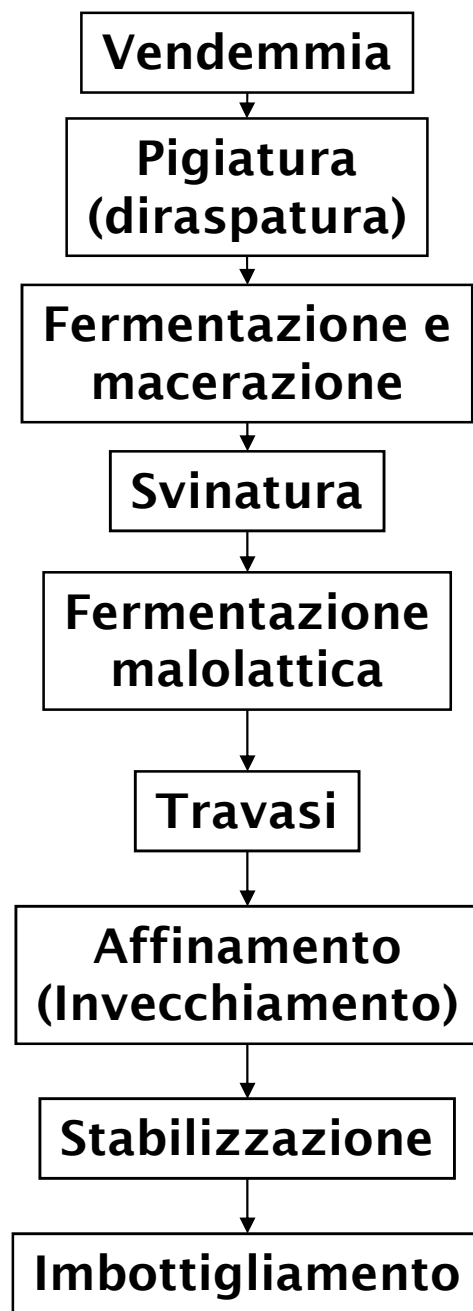 Vendemmia
Pigiatura
(diraspatura)
Fermentazione e
macerazione
Svinatura
Fermentazione
malolattica
Travasi
Affinamento
(Invecchiamento)
Stabilizzazione
Imbottigliamento